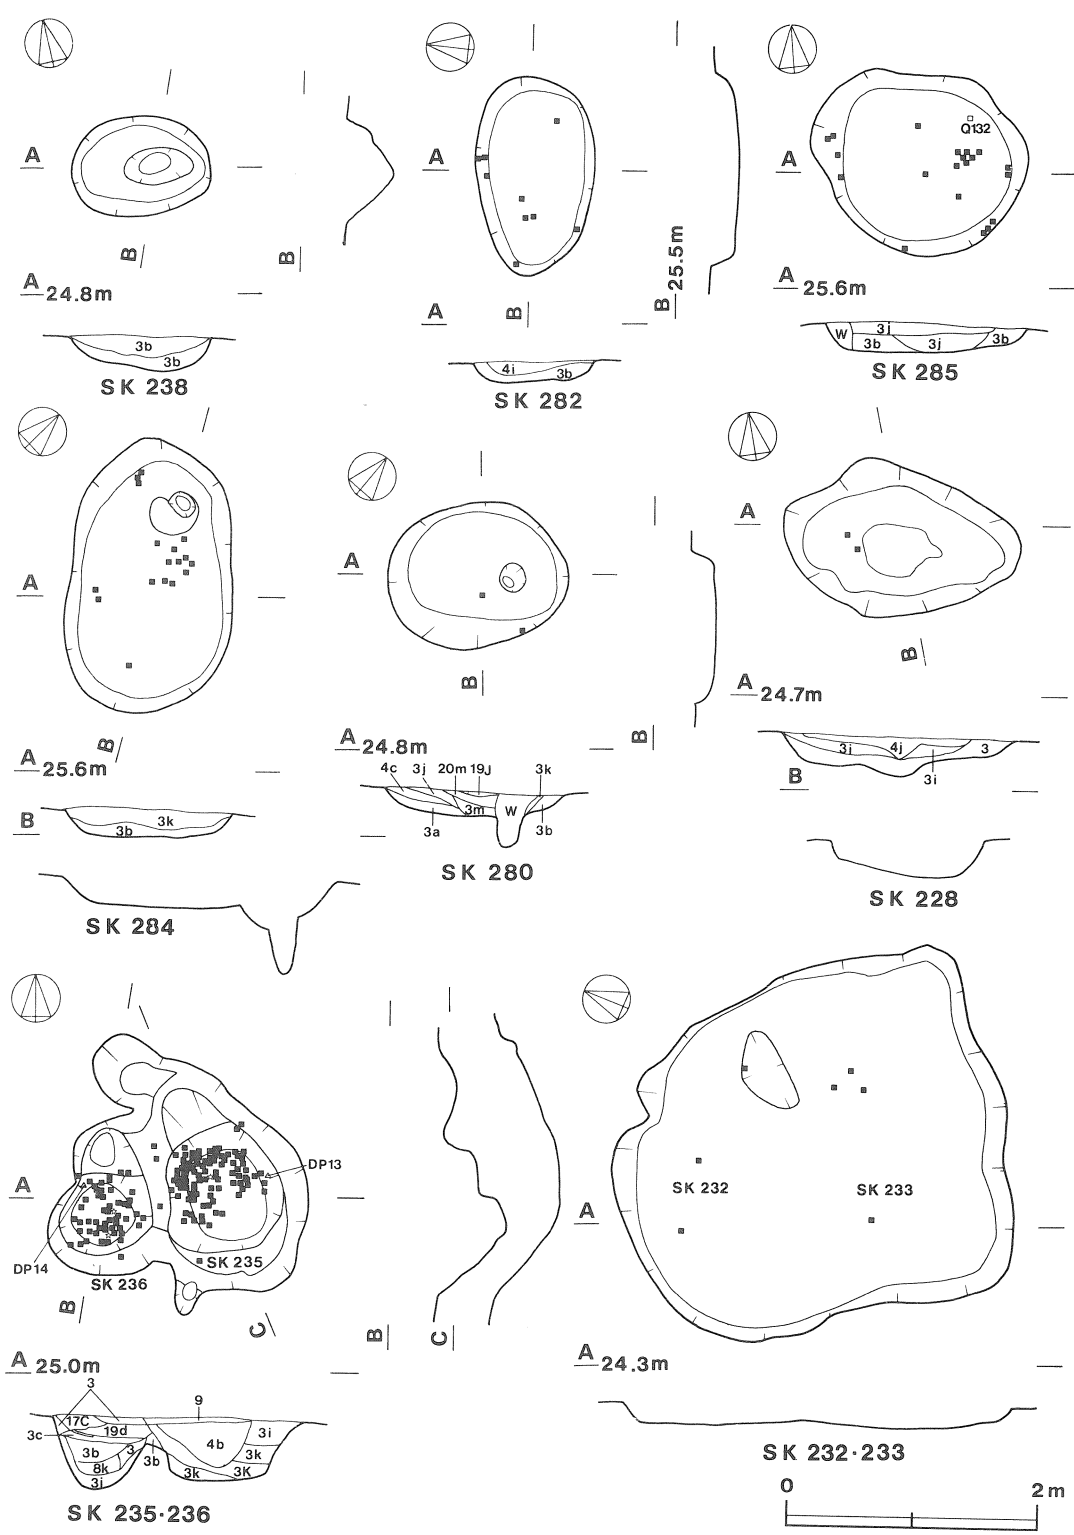 A
B
B
A 24.8m
3b
3b
SK 238
A
B
A
B 25.5m
4i
3b
SK 282
Q132
A
A 25.6m
W
3j
3b
3j
3b
SK 285
A
B
A 25.6m
3b
3k
B
SK 284
A
B
B
A 24.8m
4c 3j 20m 19J 3k
3m W
3a 3b
SK 280
A
B
A 24.7m
3j 4j 3
3i
B
SK 228
A
DP13
SK 235
DP14
SK 236
B
C
B
C
A 25.0m
3
9
17C
19d
3c
3i
3b
3
4b
3b
3k
8k
3k
3K
3j
SK 235·236
SK 232
SK 233
A
A 24.3m
SK 232·233
0 2m